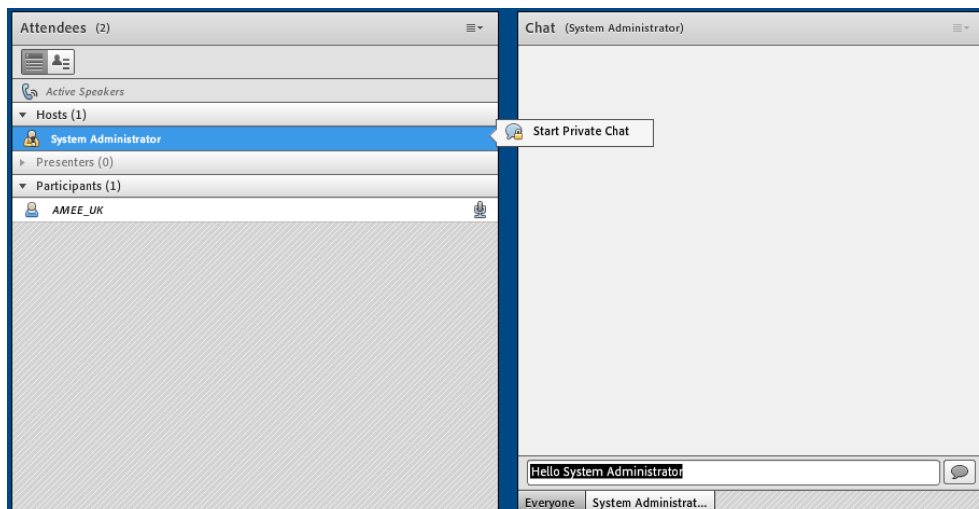 Attendees (2)
Active Speakers
Hosts (1)
System Administrator
Presenters (0)
Participants (1)
AMEE_UK
Start Private Chat
Chat (System Administrator)
Hello System Administrator
Everyone
System Administrat...